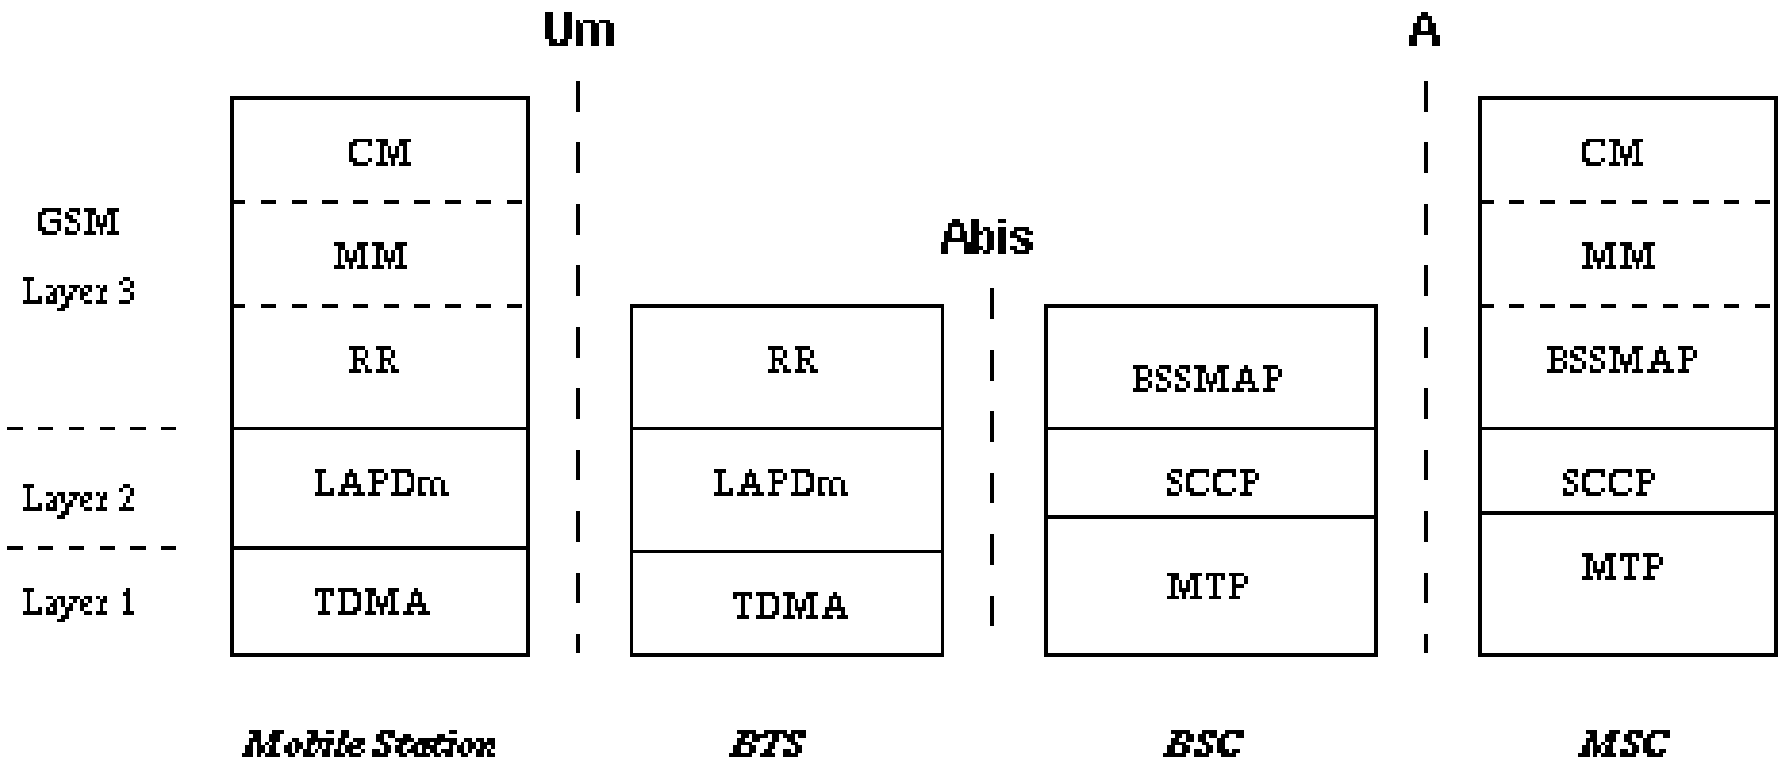 Um
A
CM
CM
GSM
Abis
MM
MM
Layer 3
RR
RR
BSSMAP
BSSMAP
LAPDm
LAPDm
SCCP
SCCP
Layer 2
MTP
MTP
Layer 1
TDMA
TDMA
Mobile Station
BTS
BSC
MSC